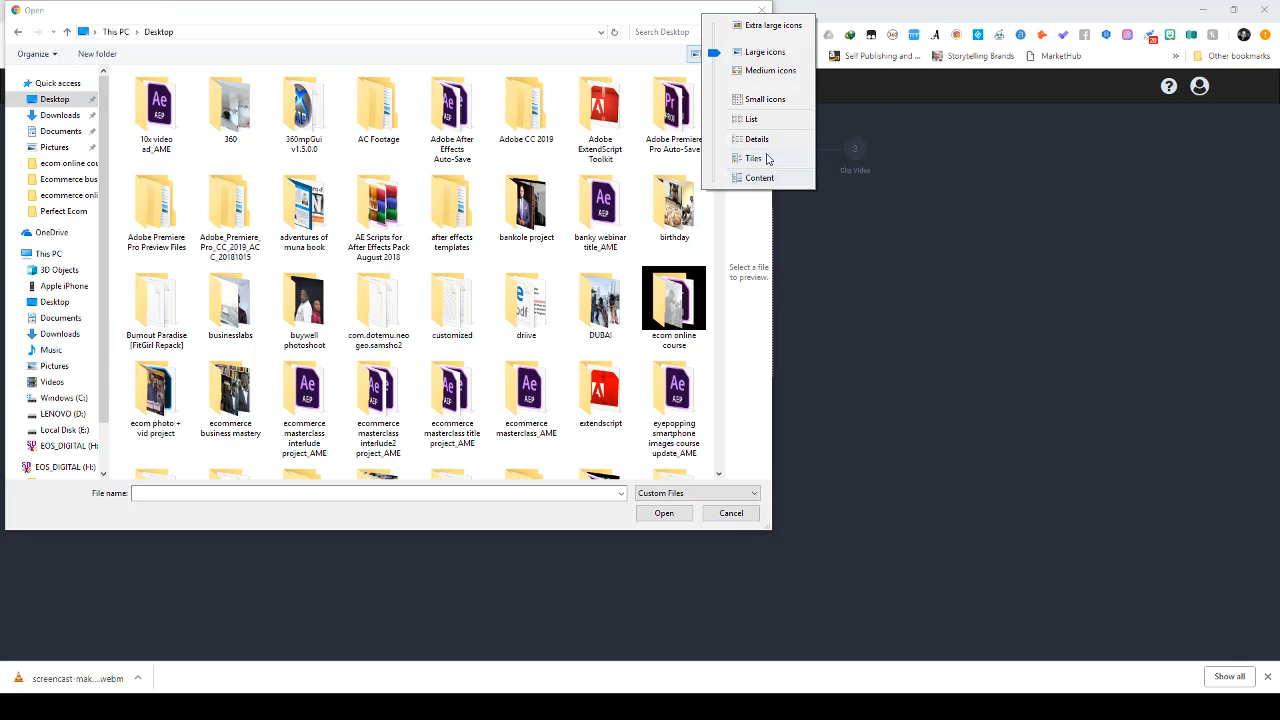 Open
This PC > Desktop
Search Desktop
Organize
New folder
Extra large icons
Large icons
Medium icons
Small icons
List
Details
Tiles
Content
Self Publishing and
Storytelling Brands
MarketHub
»
Other bookmarks
20
3
Clip Video
Quick access
Desktop
Downloads
Documents
Pictures
ecom online cou
Ecommerce bus
ecommerce onli
Perfect Ecom
OneDrive
This PC
3D Objects
Apple iPhone
Desktop
Documents
Downloads
Music
Pictures
Videos
Windows (C:)
LENOVO (D:)
Local Disk (E:)
EOS_DIGITAL (H:
EOS_DIGITAL (H:)
10x video
ad_AME
360
360mpGui
v1.5.0.0
AC Footage
Adobe After
Effects
Auto-Save
Adobe CC 2019
Adobe
ExtendScript
Toolkit
Adobe Premiere
Pro Auto-Save
Adobe Premiere
Pro Preview Files
Adobe_Premiere_
Pro_CC_2019_AC
C_20181015
adventures of
muna book
AE Scripts for
After Effects Pack
August 2018
after effects
templates
bankole project
banky webinar
title_AME
birthday
Burnout Paradise
[FitGirl Repack]
businesslabs
buywell
photoshoot
com.dotemu.neo
geo.samsho2
customized
driive
DUBAI
ecom online
course
ecom photo +
vid project
ecommerce
business mastery
ecommerce
masterclass
interlude
project_AME
ecommerce
masterclass
interlude2
project_AME
ecommerce
masterclass title
project_AME
ecommerce
masterclass_AME
extendscript
eyepopping
smartphone
images course
update_AME
Select a file
to preview.
File name:
Custom Files
Open
Cancel
screencast-mak....webm
Show all